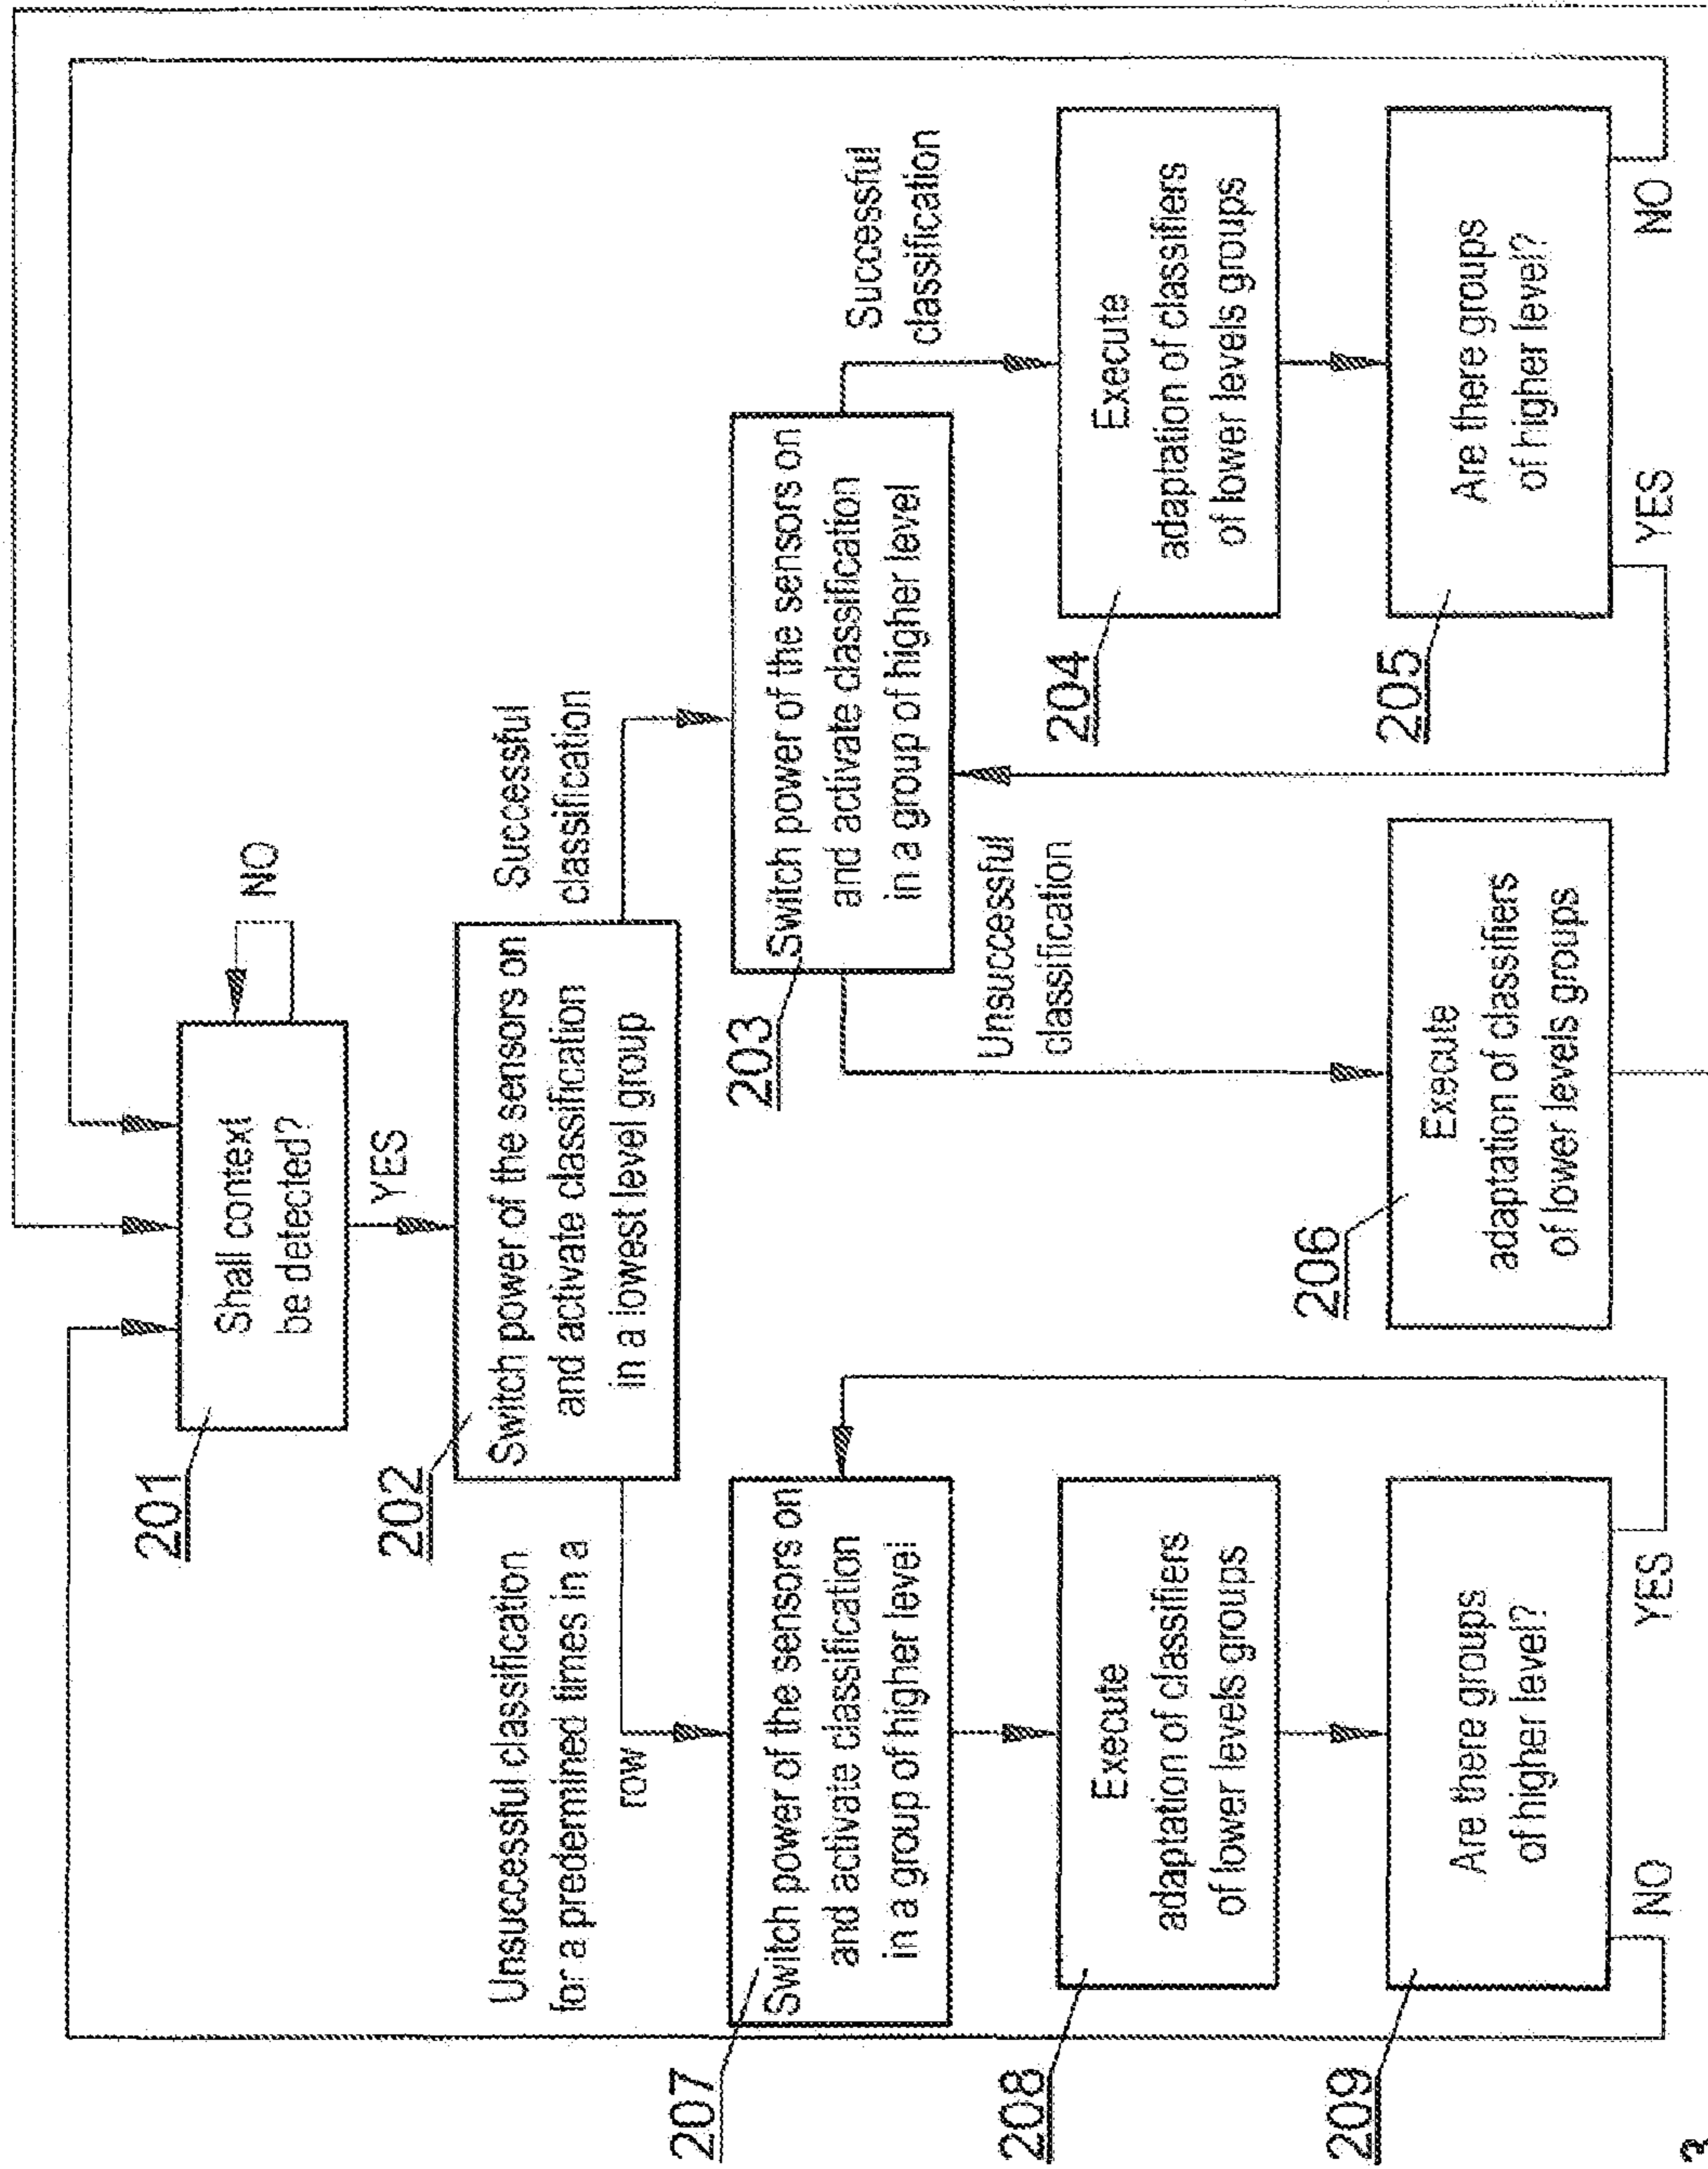 201
Shall context
be detected?
NO
YES
202
Switch power of the sensors on
and activate classification
in a lowest level group
Unsuccessful classification
for a predermined times in a
row
Successful
classification
207
Switch power of the sensors on
and activate classification
in a group of higher level
203
Switch power of the sensors on
and activate classification
in a group of higher level
Unsuccessful
classification
Successful
classification
208
Execute
adaptation of classifiers
of lower levels groups
204
Execute
adaptation of classifiers
of lower levels groups
209
Are there groups
of higher level?
NO
YES
206
Execute
adaptation of classifiers
of lower levels groups
205
Are there groups
of higher level?
YES
NO
3